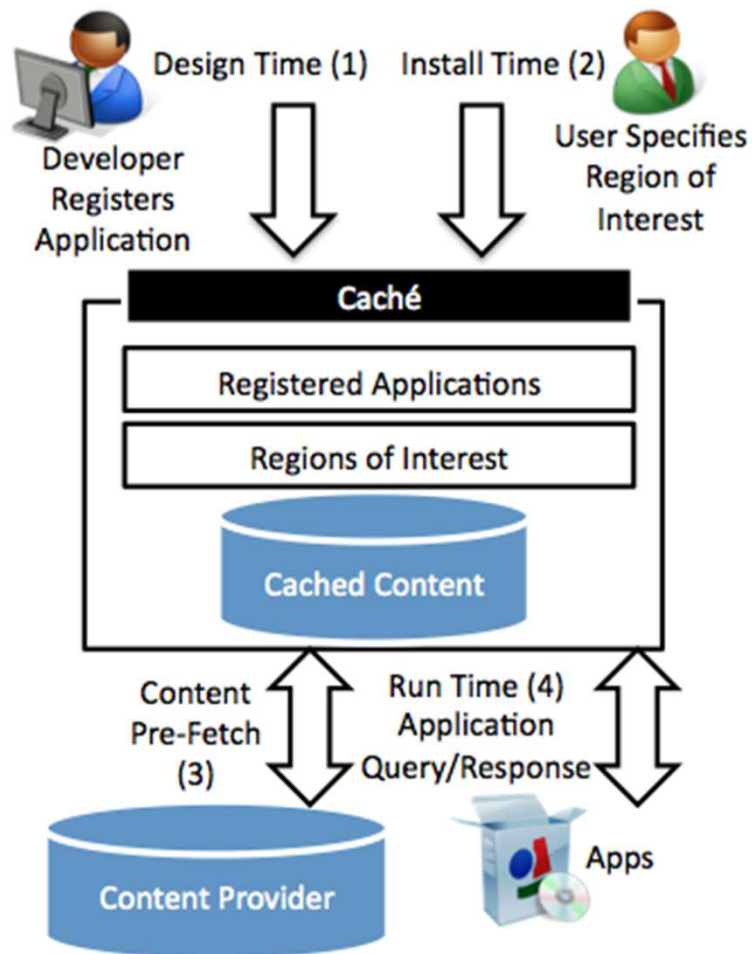 Design Time (1)
Install Time (2)
Developer
Registers
Application
User Specifies
Region of
Interest
Caché
Registered Applications
Regions of Interest
Cached Content
Content
Pre-Fetch
(3)
Run Time (4)
Application
Query/Response
Content Provider
Apps